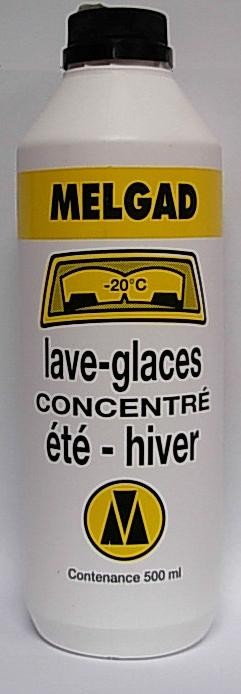 MELGAD
-20°C
lave-glaces
CONCENTRÉ
été - hiver
M
Contenance 500 ml